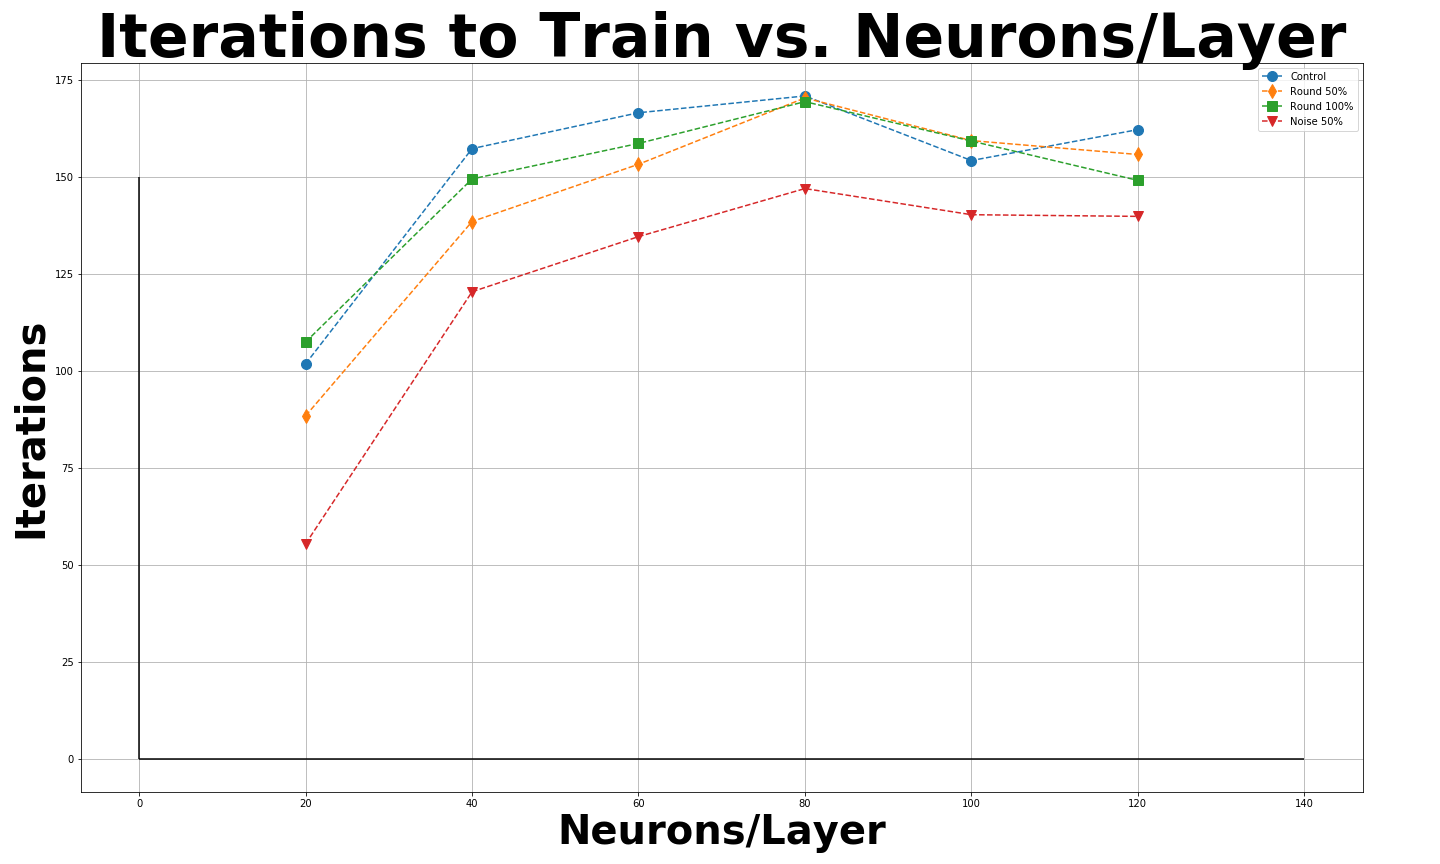 Iterations to Train vs. Neurons/Layer
Control
Round 50%
Round 100%
Noise 50%
175
150
125
100
75
50
25
0
Iterations
0 20 40 60 80 100 120 140
Neurons/Layer